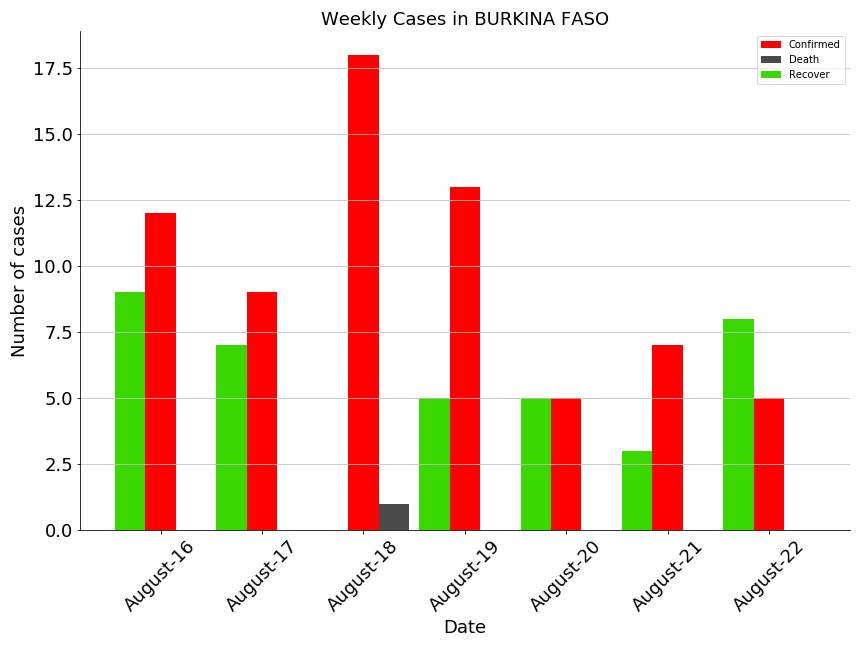 Weekly Cases in BURKINA FASO
Confirmed
Death
Recover
Number of cases
17.5
15.0
12.5
10.0
7.5
5.0
2.5
0.0
August-16
August-17
August-18
August-19
August-20
August-21
August-22
Date